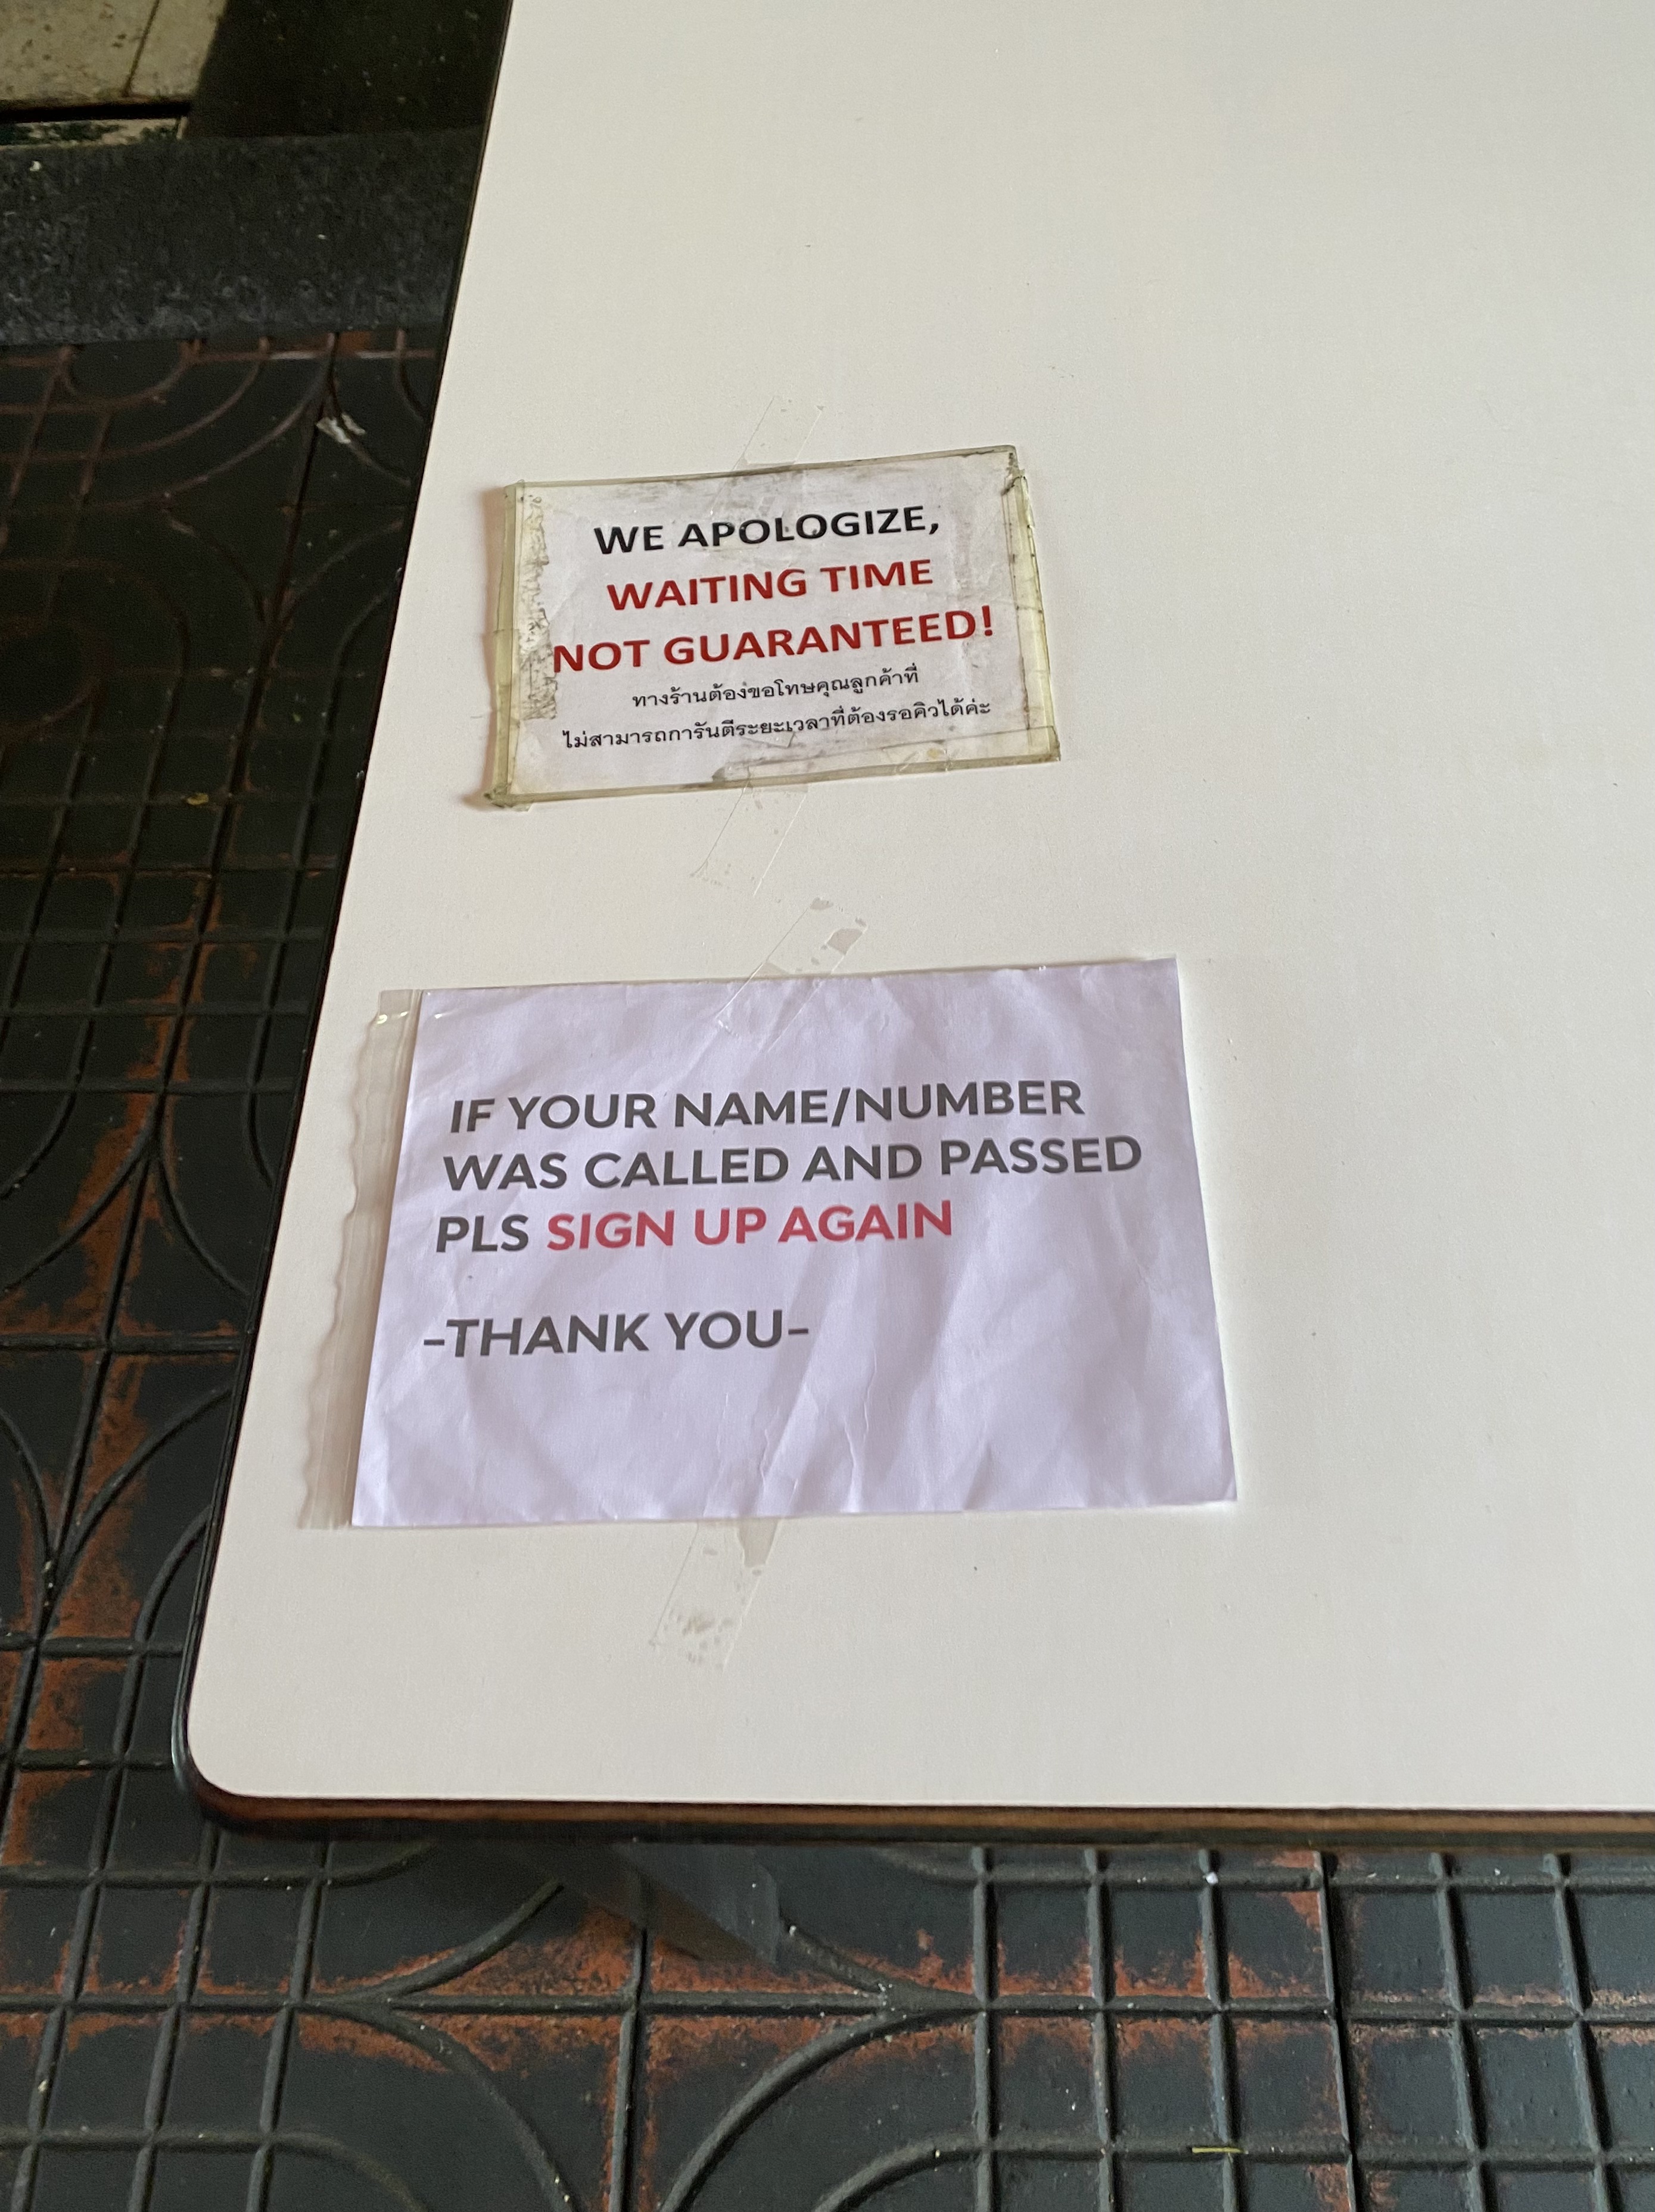 WE APOLOGIZE,
WAITING TIME
NOT GUARANTEED!
ทางร้านต้องขอโทษคุณลูกค้าที่
ไม่สามารถการันตีระยะเวลาที่ต้องรอคิวได้ค่ะ
IF YOUR NAME/NUMBER
WAS CALLED AND PASSED
PLS SIGN UP AGAIN
-THANK YOU-